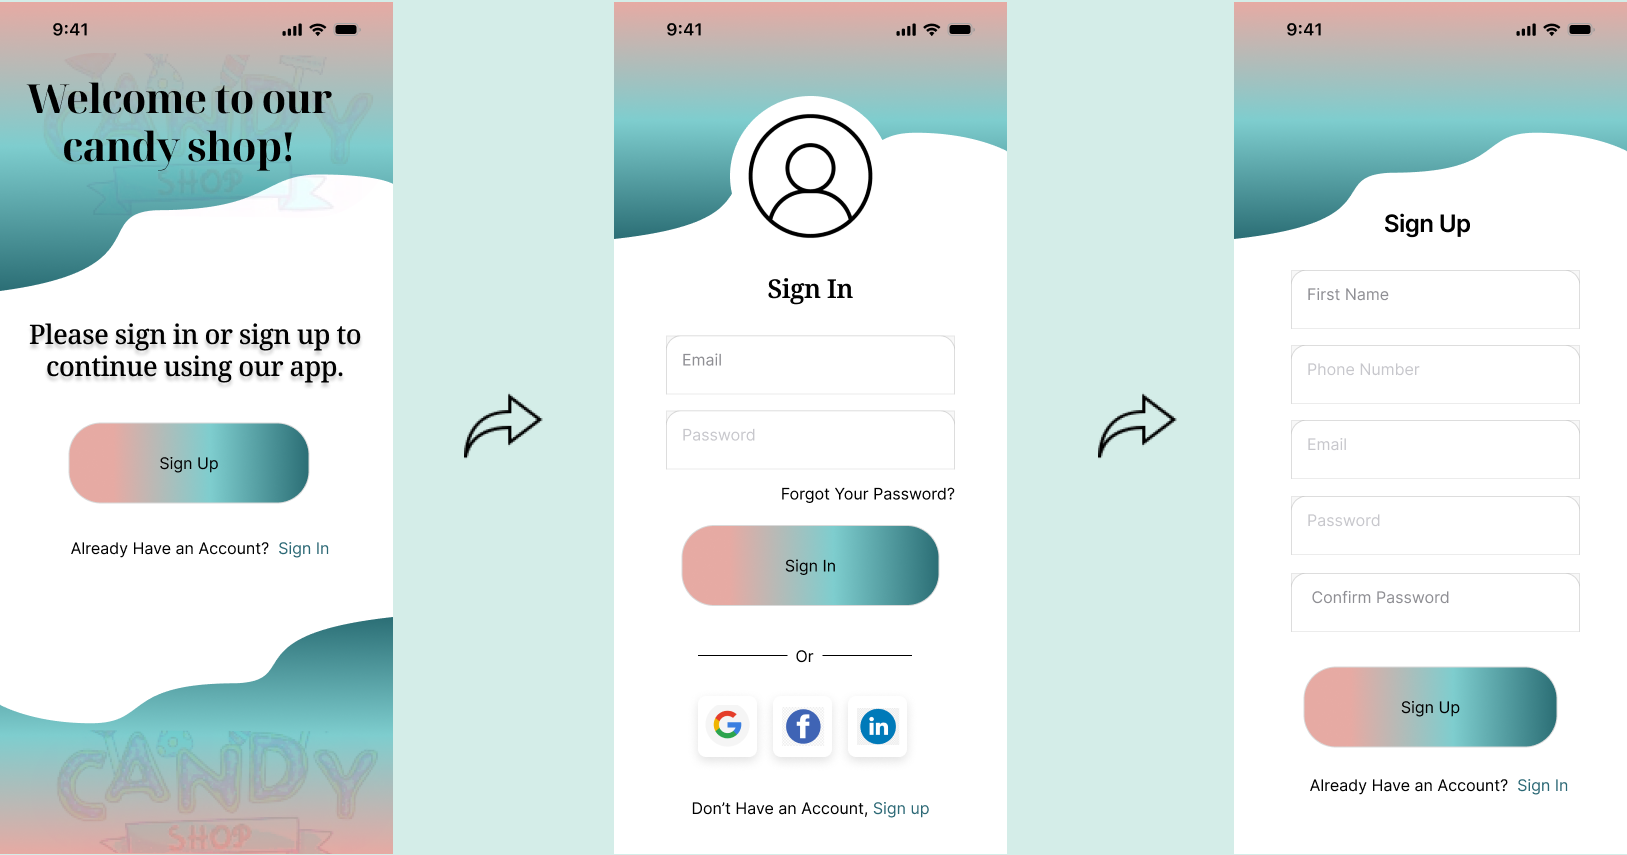 9:41
CANDY
SHOP
Welcome to our
candy shop!
Please sign in or sign up to
continue using our app.
Sign Up
Already Have an Account? Sign In
CANDY
SHOP
9:41
Sign In
Email
Password
Forgot Your Password?
Sign In
Or
G
f
in
Don't Have an Account, Sign up
9:41
Sign Up
First Name
Phone Number
Email
Password
Confirm Password
Sign Up
Already Have an Account? Sign In